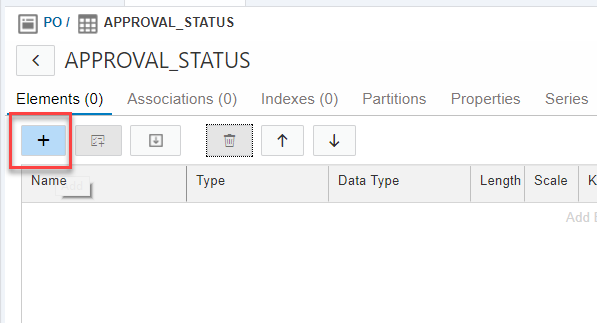 PO / APPROVAL_STATUS
APPROVAL_STATUS
Elements (0) Associations (0) Indexes (0) Partitions Properties Series
Name Type Data Type Length Scale K
Add E